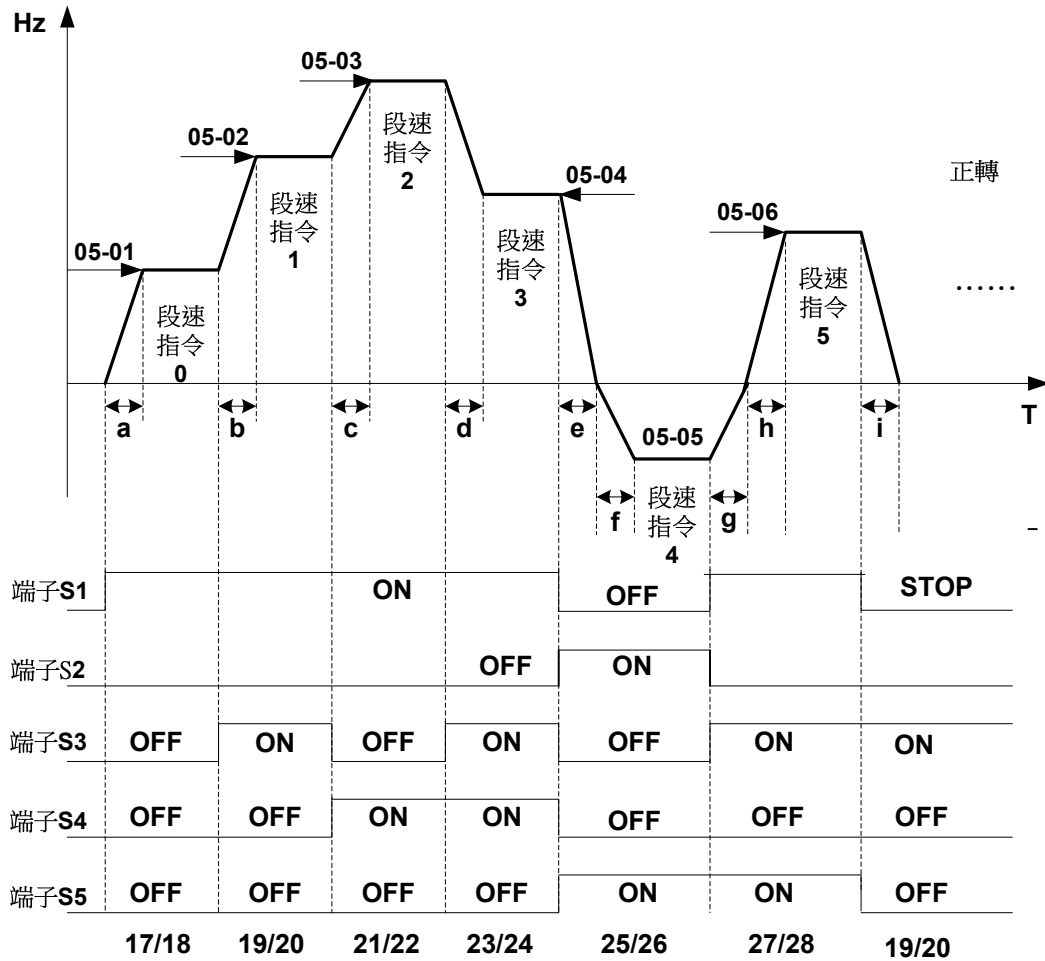 Hz
05-03
05-02
05-01
05-04
05-06
正轉
段速
指令
0
段速
指令
1
段速
指令
2
段速
指令
3
段速
指令
5
......
T
a
b
c
d
e
h
i
05-05
f
g
段速
指令
4
–
端子S1 ON OFF STOP
端子S2 OFF ON
端子S3 OFF ON OFF ON OFF ON ON
端子S4 OFF OFF ON ON OFF OFF OFF
端子S5 OFF OFF OFF OFF ON ON OFF
17/18 19/20 21/22 23/24 25/26 27/28 19/20